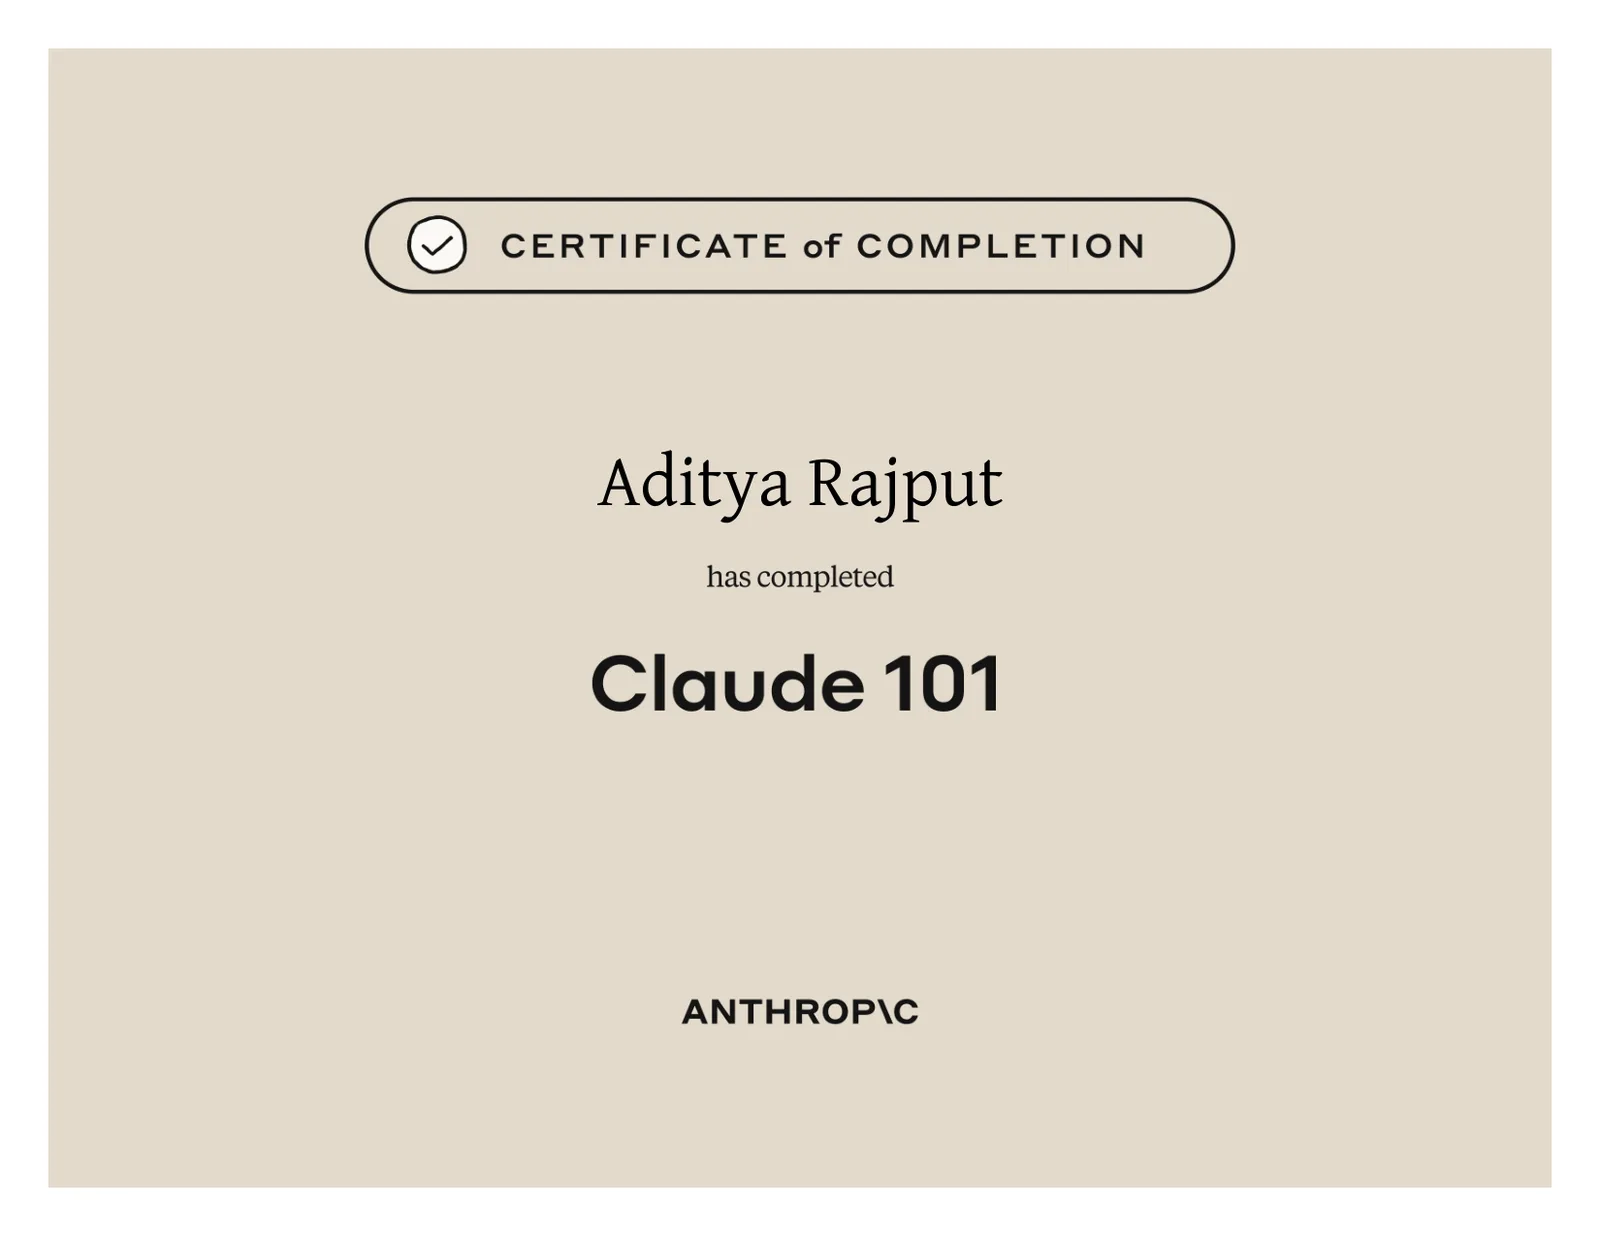 CERTIFICATE of COMPLETION
Aditya Rajput
has completed
Claude 101
ANTHROP\C